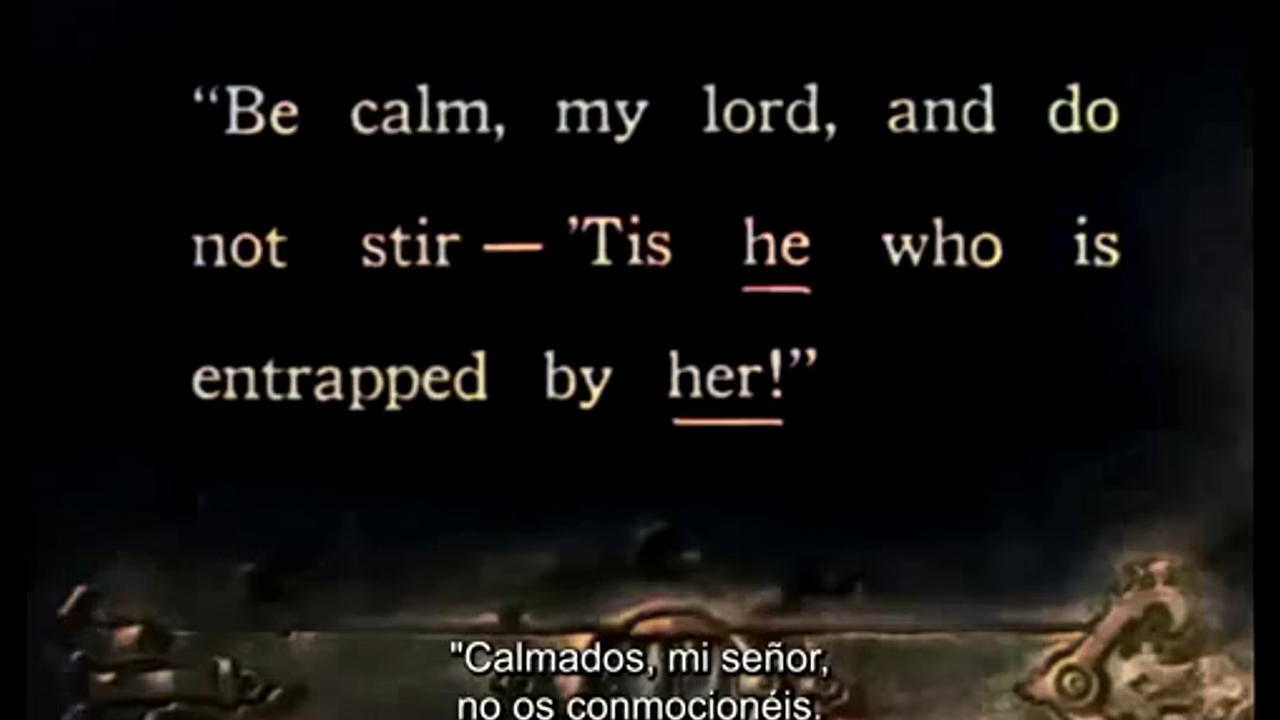 “Be calm, my lord, and do
not stir — ’Tis he who is
entrapped by her!”
"Calmados, mi señor,
no os conmocionéis.